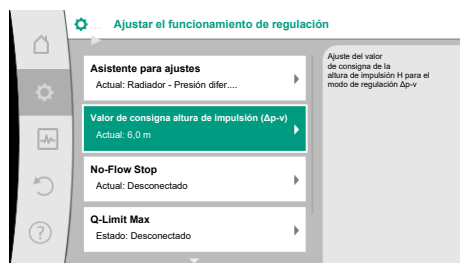 Ajustar el funcionamiento de regulación
Asistente para ajustes
Actual: Radiador - Presión difer....
Valor de consigna altura de impulsión (Δp-v)
Actual: 6,0 m
No-Flow Stop
Actual: Desconectado
Q-Limit Max
Estado: Desconectado
Ajuste del valor
de consigna de la
altura de impulsión H para el
modo de regulación Δp-v